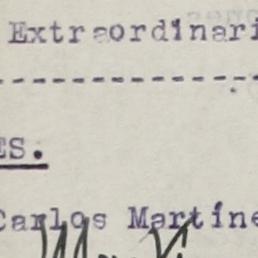 Extraordinari
--------------
ES.
Carlos Martíne